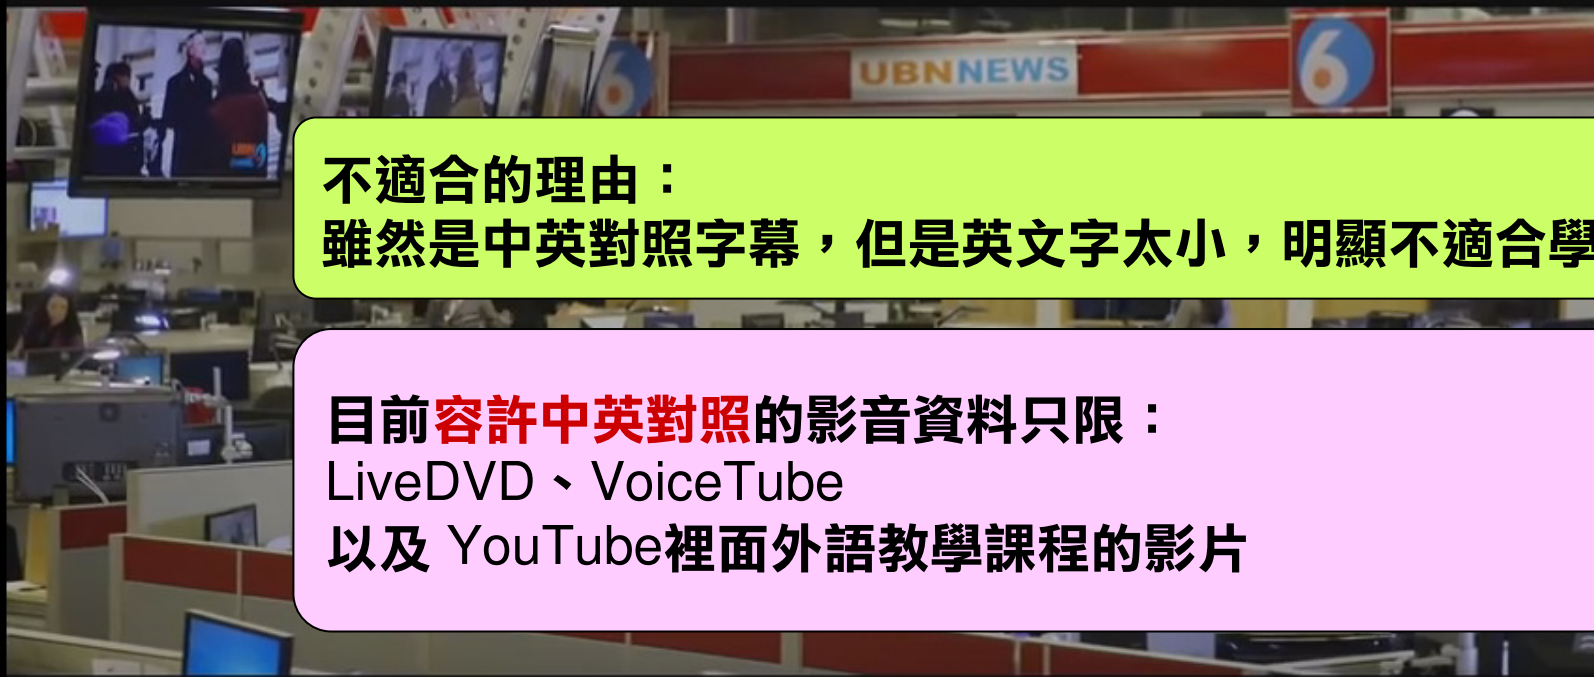 UBNNEWS
6
6
不適合的理由：
雖然是中英對照字幕，但是英文字太小，明顯不適合學
目前容許中英對照的影音資料只限：
LiveDVD、VoiceTube
以及 YouTube裡面外語教學課程的影片